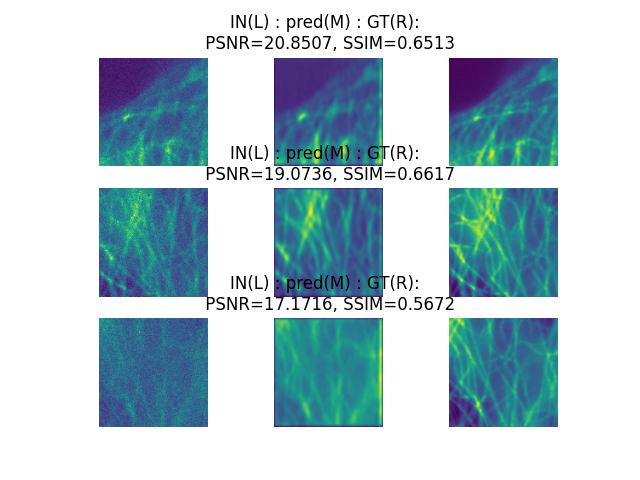 IN(L) : pred(M) : GT(R):
PSNR=20.8507, SSIM=0.6513
IN(L) : pred(M) : GT(R):
PSNR=19.0736, SSIM=0.6617
IN(L) : pred(M) : GT(R):
PSNR=17.1716, SSIM=0.5672